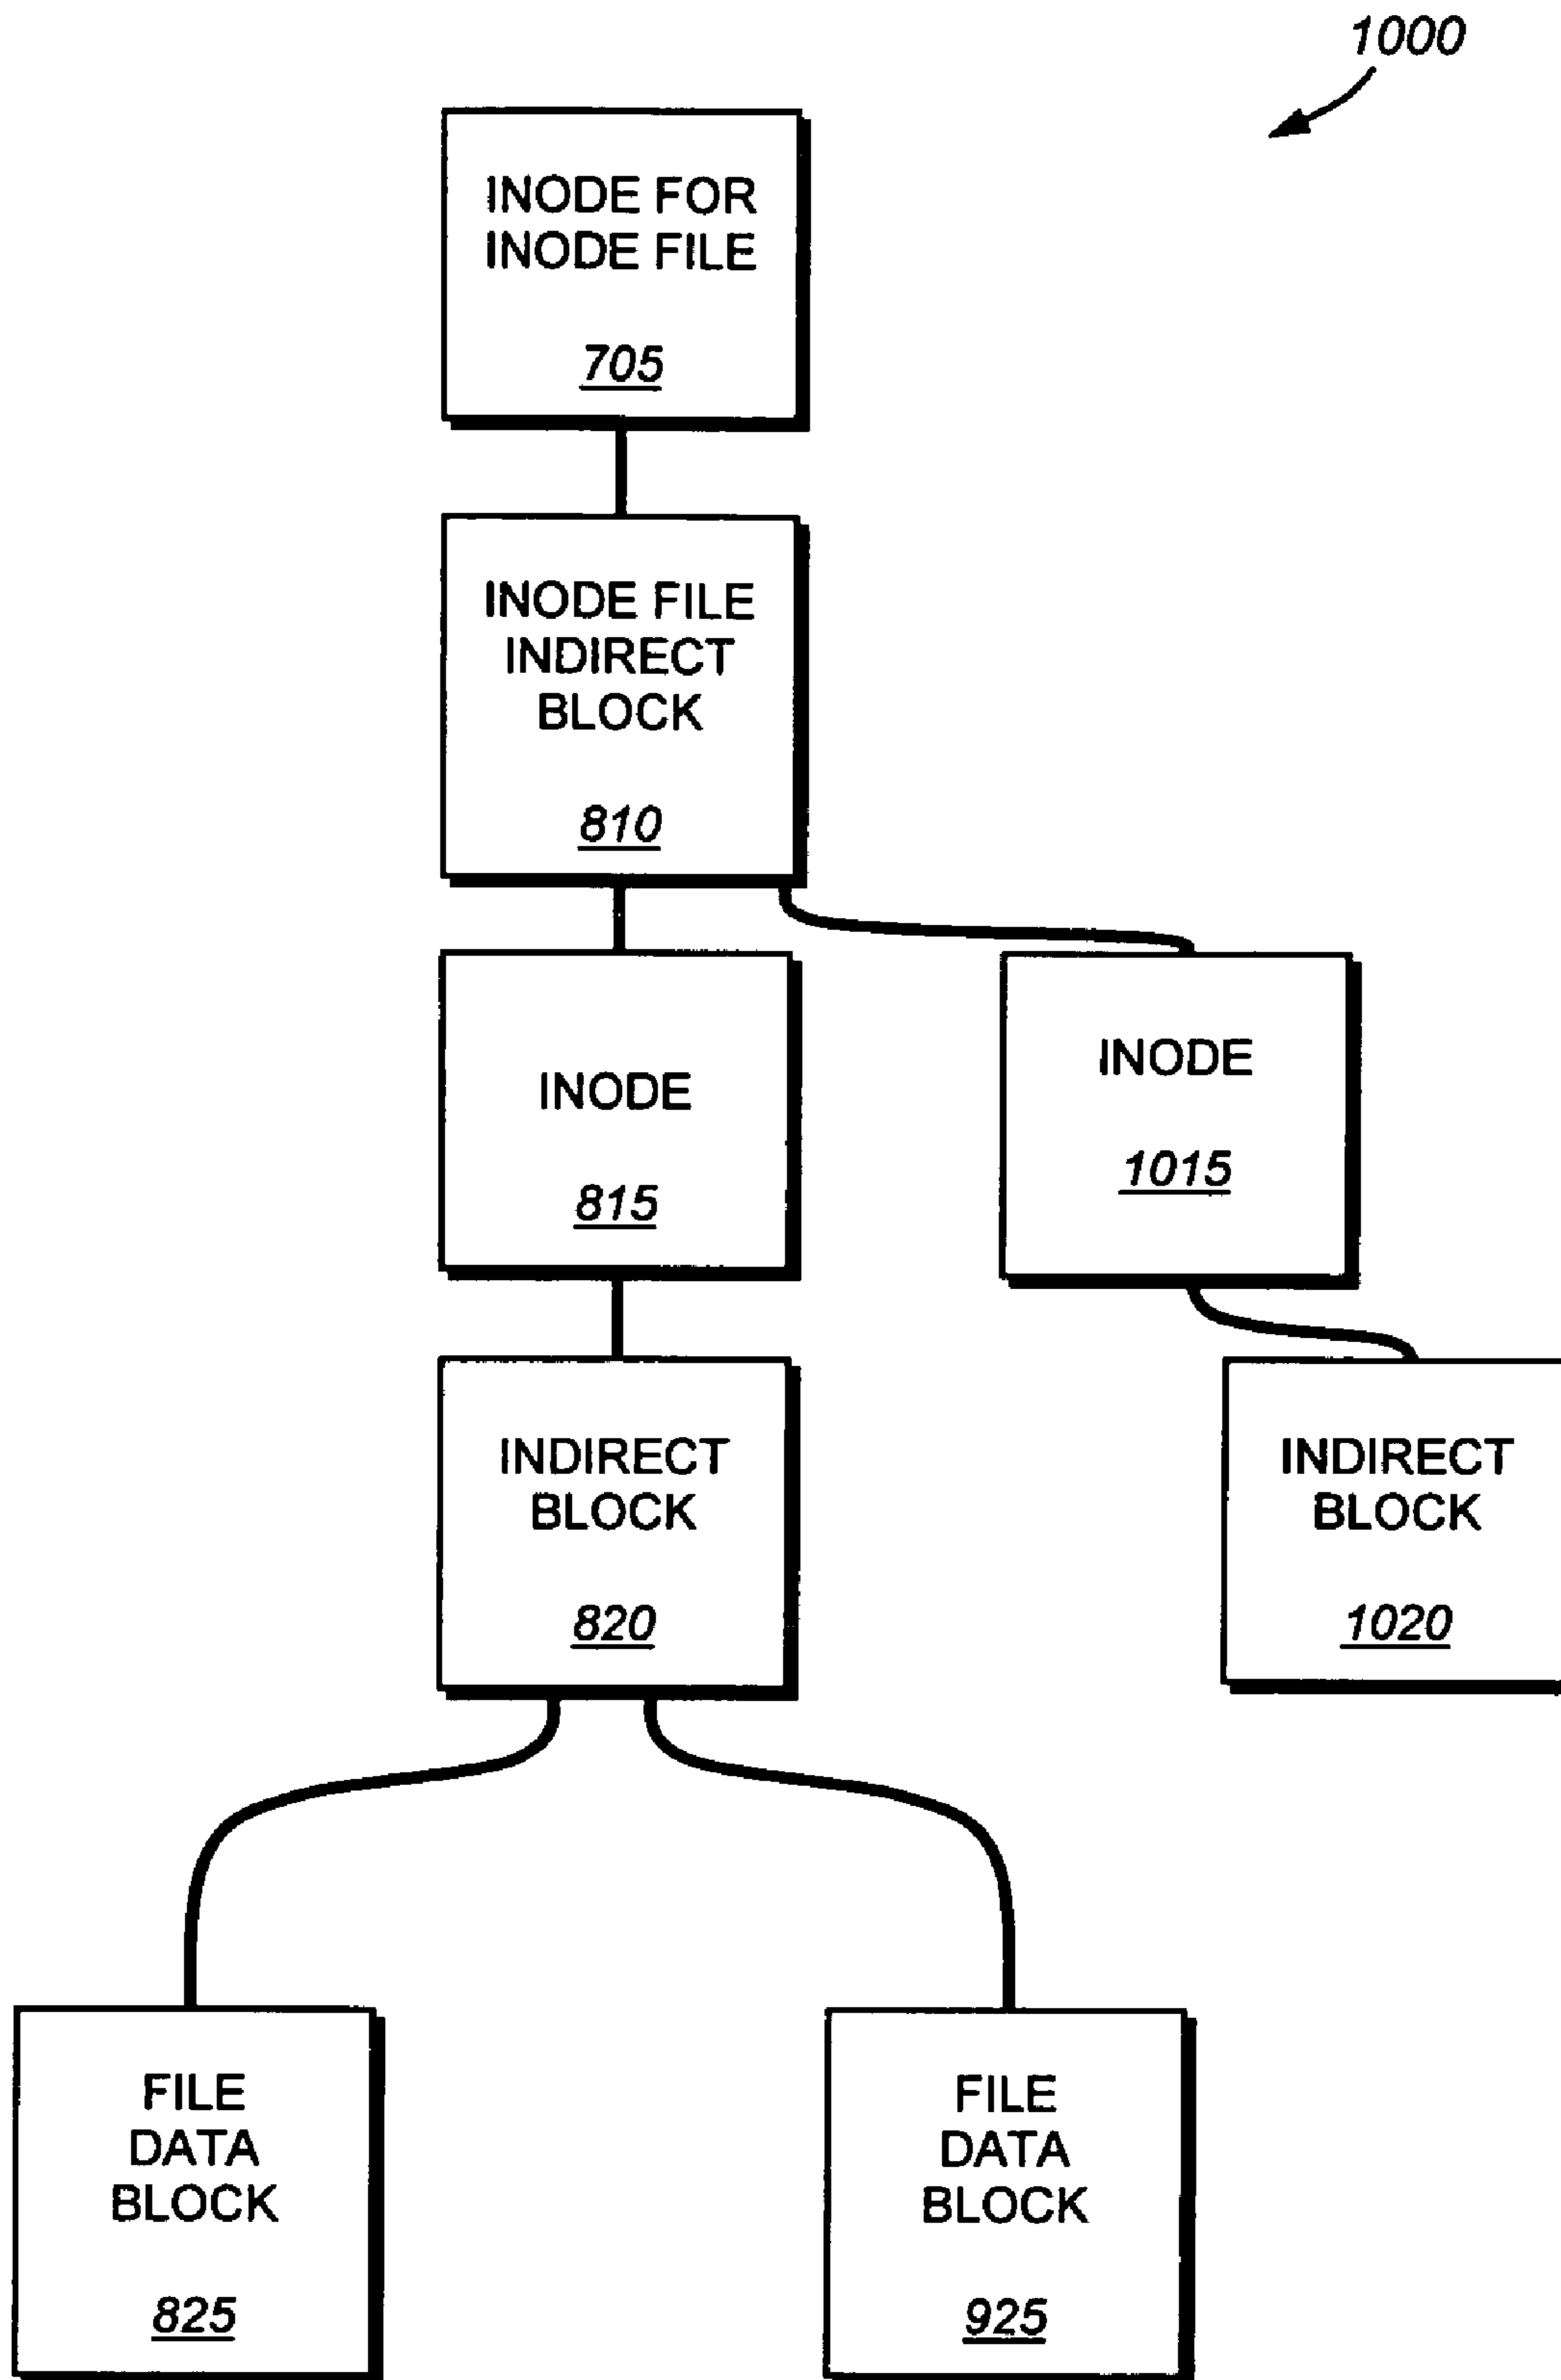 1000
INODE FOR
INODE FILE
705
INODE FILE
INDIRECT
BLOCK
810
INODE
815
INODE
1015
INDIRECT
BLOCK
820
INDIRECT
BLOCK
1020
FILE
DATA
BLOCK
825
FILE
DATA
BLOCK
925